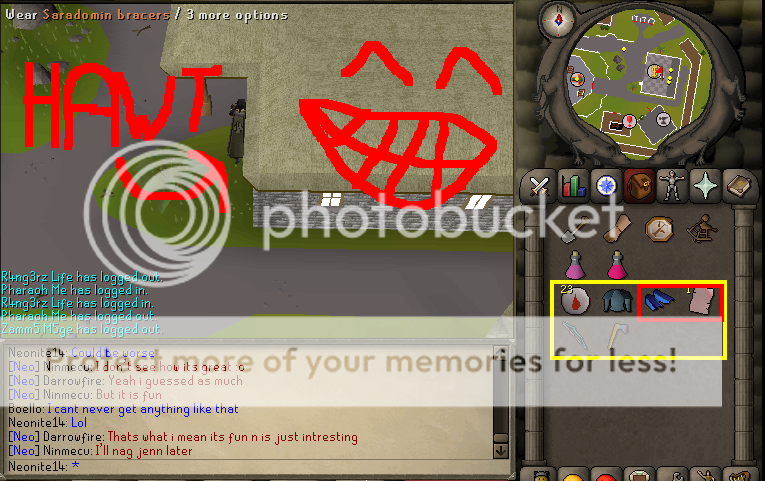 Wear Saradomin bracers / 3 more options
HAWT
photobucket
R4ng3rz Life has logged out.
Pharaoh Me has logged in.
R4ng3rz Life has logged in.
Pharaoh Me has logged out.
Zamm5 M5ge has logged out.
23
1
Protect more of your memories for less!
Neonite14: Could be worse
[Neo] Ninmecu: I don't see how its great :o
[Neo] Darrowfire: Yeah i guessed as much
[Neo] Ninmecu: But it is fun
Boello: I cant never get anything like that
Neonite14: Lol
[Neo] Darrowfire: Thats what i mean its fun n is just intresting
[Neo] Ninmecu: I'll nag jenn later
Neonite14: *